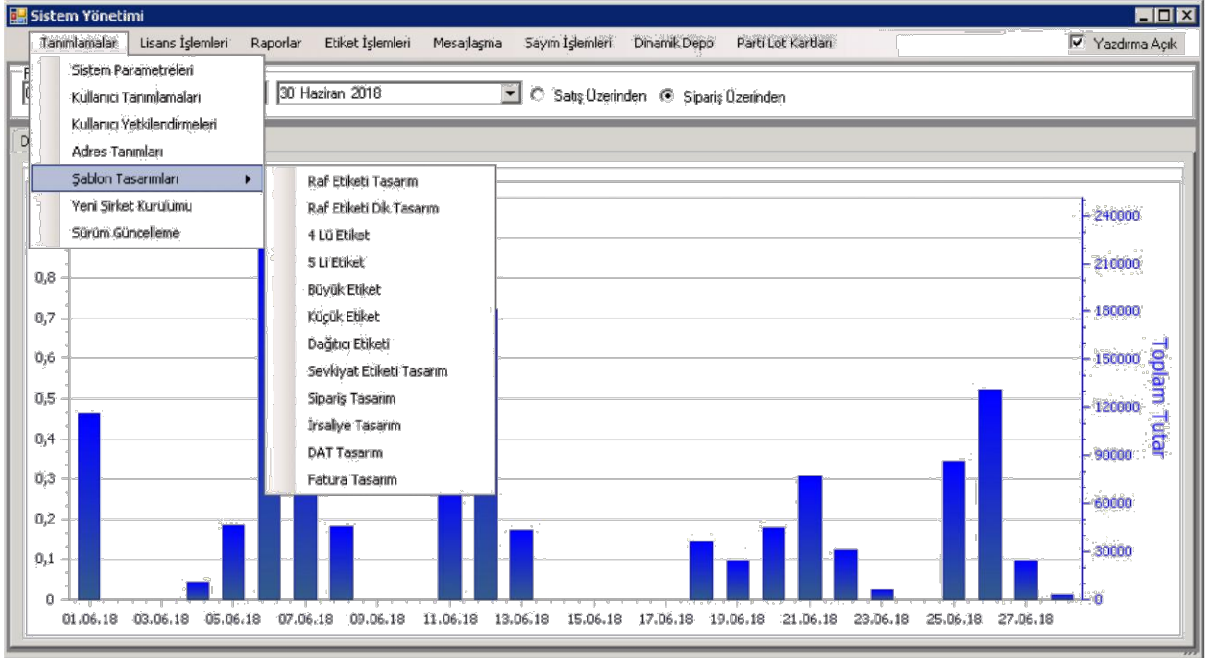 Sistem Yönetimi
Tanımlamalar Lisans İşlemleri Raporlar Etiket İşlemleri Mesajlaşma Sayım İşlemleri Dinamik Depo Parti Lot Kartları Yazdırma Açık
Sistem Parametreleri
Kullanıcı Tanımlamaları
Kullanıcı Yetkilendirmeleri
Adres Tanımları
Şablon Tasarımları
Yeni Şirket Kurulumu
Sürüm Güncelleme
30 Haziran 2018 Satış Üzerinden Sipariş Üzerinden
Raf Etiketi Tasarım
Raf Etiketi Dik Tasarım
4 Lü Etiket
5 Li Etiket
Büyük Etiket
Küçük Etiket
Dağıtıcı Etiketi
Sevkiyat Etiketi Tasarım
Sipariş Tasarım
İrsaliye Tasarım
DAT Tasarım
Fatura Tasarım
0,8
0,7
0,6
0,5
0,4
0,3
0,2
0,1
0
240000
210000
180000
150000
120000
90000
60000
30000
0
Toplam Tutar
01.06.18 03.06.18 05.06.18 07.06.18 09.06.18 11.06.18 13.06.18 15.06.18 17.06.18 19.06.18 21.06.18 23.06.18 25.06.18 27.06.18